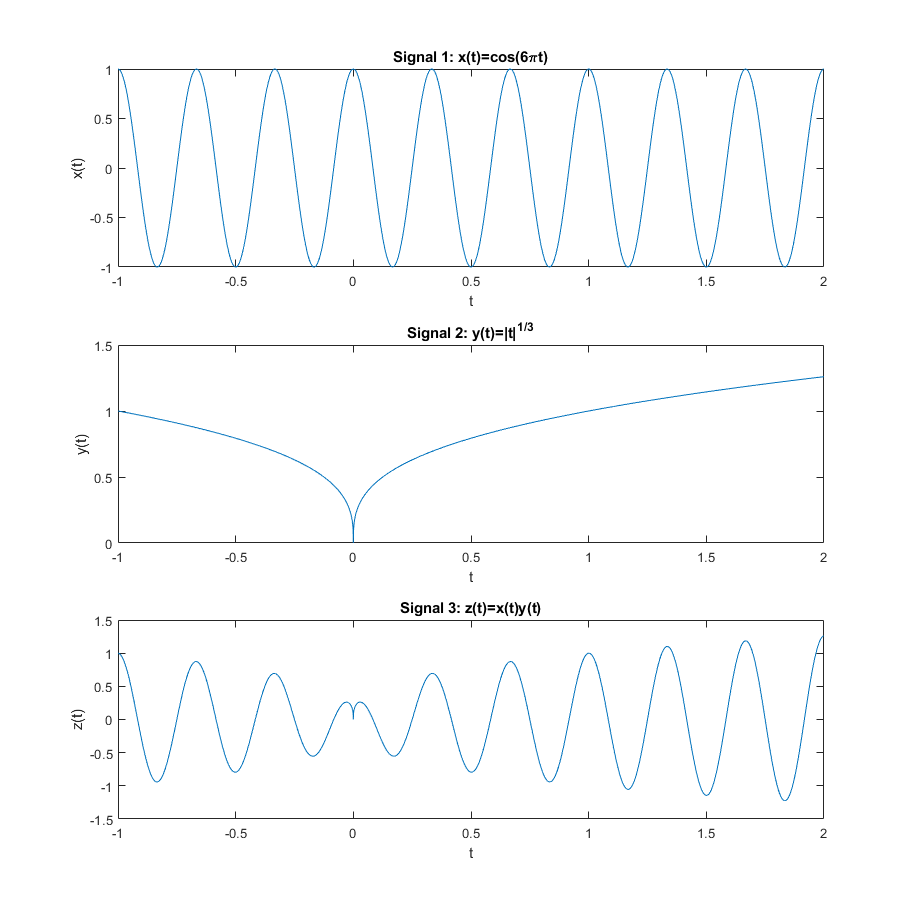 Signal 1: x(t)=cos(6πt)
1
0.5
0
-0.5
-1
x(t)
-1 -0.5 0 0.5 1 1.5 2
t
Signal 2: y(t)=|t|^1/3
1.5
1
0.5
0
y(t)
-1 -0.5 0 0.5 1 1.5 2
t
Signal 3: z(t)=x(t)y(t)
1.5
1
0.5
0
-0.5
-1
-1.5
z(t)
-1 -0.5 0 0.5 1 1.5 2
t